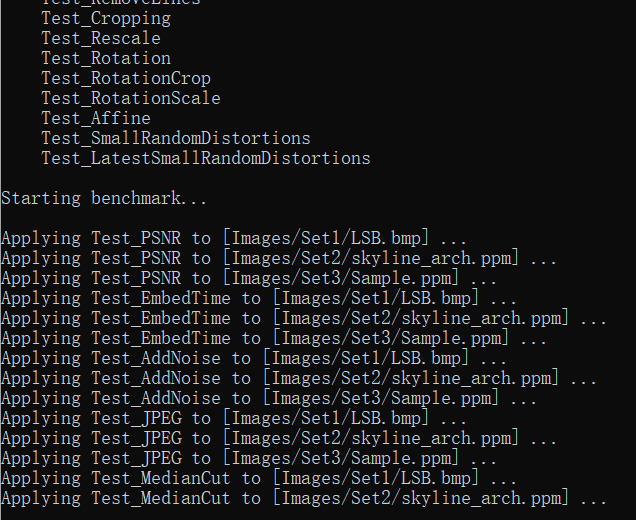 Test_RemoveLines
Test_Cropping
Test_Rescale
Test_Rotation
Test_RotationCrop
Test_RotationScale
Test_Affine
Test_SmallRandomDistortions
Test_LatestSmallRandomDistortions
Starting benchmark...
Applying Test_PSNR to [Images/Set1/LSB.bmp] ...
Applying Test_PSNR to [Images/Set2/skyline_arch.ppm] ...
Applying Test_PSNR to [Images/Set3/Sample.ppm] ...
Applying Test_EmbedTime to [Images/Set1/LSB.bmp] ...
Applying Test_EmbedTime to [Images/Set2/skyline_arch.ppm] ...
Applying Test_EmbedTime to [Images/Set3/Sample.ppm] ...
Applying Test_AddNoise to [Images/Set1/LSB.bmp] ...
Applying Test_AddNoise to [Images/Set2/skyline_arch.ppm] ...
Applying Test_AddNoise to [Images/Set3/Sample.ppm] ...
Applying Test_JPEG to [Images/Set1/LSB.bmp] ...
Applying Test_JPEG to [Images/Set2/skyline_arch.ppm] ...
Applying Test_JPEG to [Images/Set3/Sample.ppm] ...
Applying Test_MedianCut to [Images/Set1/LSB.bmp] ...
Applying Test_MedianCut to [Images/Set2/skyline_arch.ppm] ...